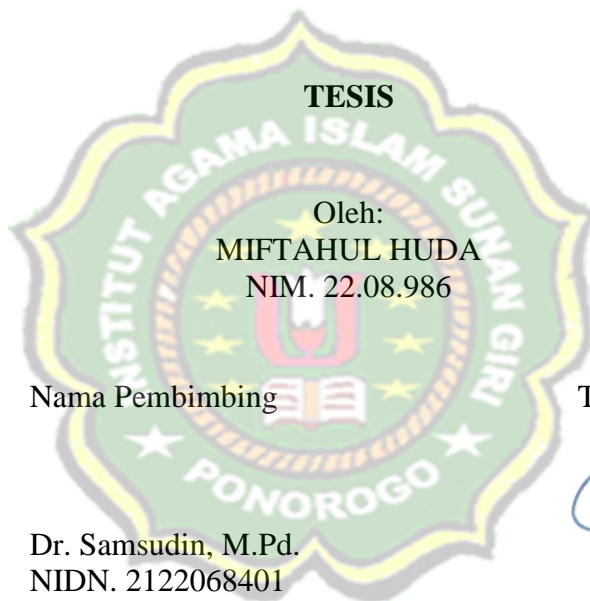 TESIS
INSTITUT AGAMA ISLAM SUNAN GIRI
Oleh:
MIFTAHUL HUDA
NIM. 22.08.986
Nama Pembimbing
T
PONOROGO
Dr. Samsudin, M.Pd.
NIDN. 2122068401